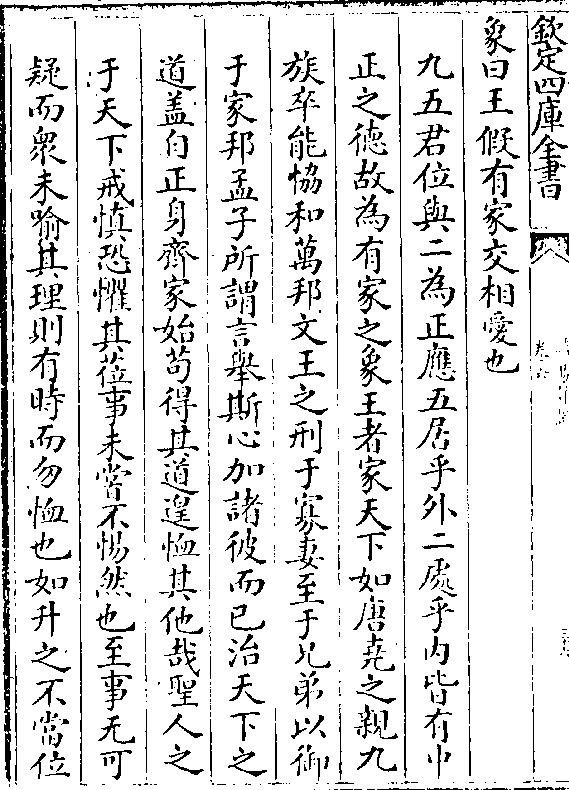 欽定四庫全書
象曰王假有家交相愛也
九五君位與二為正應五居乎外二處乎内皆有中
正之德故為有家之象王者家天下如唐堯之親九
族卒能協和萬邦文王之刑于寡妻至于兄弟以御
于家邦孟子所謂言舉斯心加諸彼而已治天下之
道盖自正身齊家始苟得其道遑恤其他哉聖人之
于天下戒慎恐懼其莅事未嘗不惕然也至事无可
疑而衆未喻其理則有時而勿恤也如升之不當位